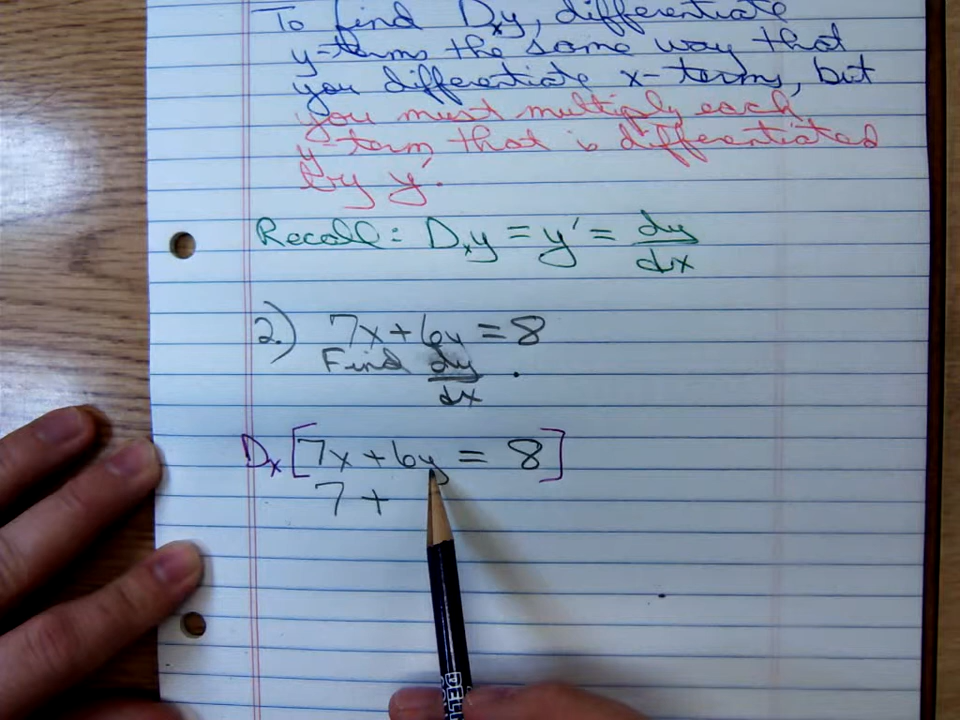 To find Dₓy, differentiate
y-terms the same way that
you differentiate x-terms, but
you must multiply each
y-term that is differentiated
by y'.
Recall: Dₓy = y' = dy/dx
2.) 7x + 6y = 8
Find dy/dx.
Dₓ[7x + 6y = 8]
7 +
DELL